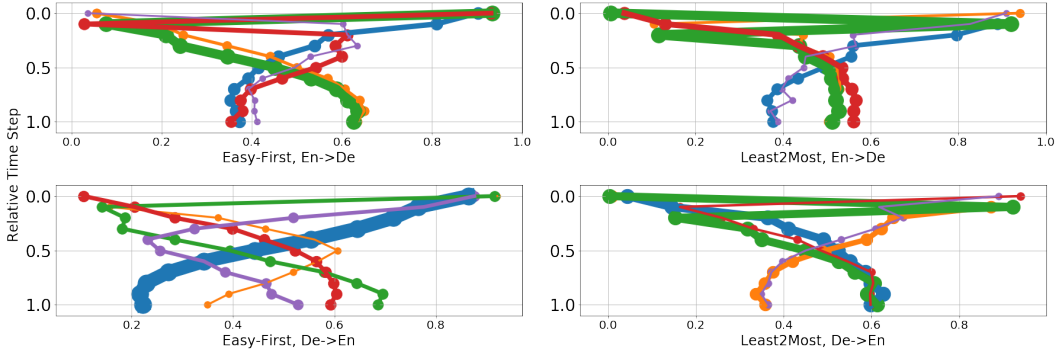 Relative Time Step
0.0
0.5
1.0
0.0 0.2 0.4 0.6 0.8 1.0
Easy-First, En->De
0.0
0.5
1.0
0.0 0.2 0.4 0.6 0.8 1.0
Least2Most, En->De
0.0
0.5
1.0
0.2 0.4 0.6 0.8
Easy-First, De->En
0.0
0.5
1.0
0.0 0.2 0.4 0.6 0.8
Least2Most, De->En